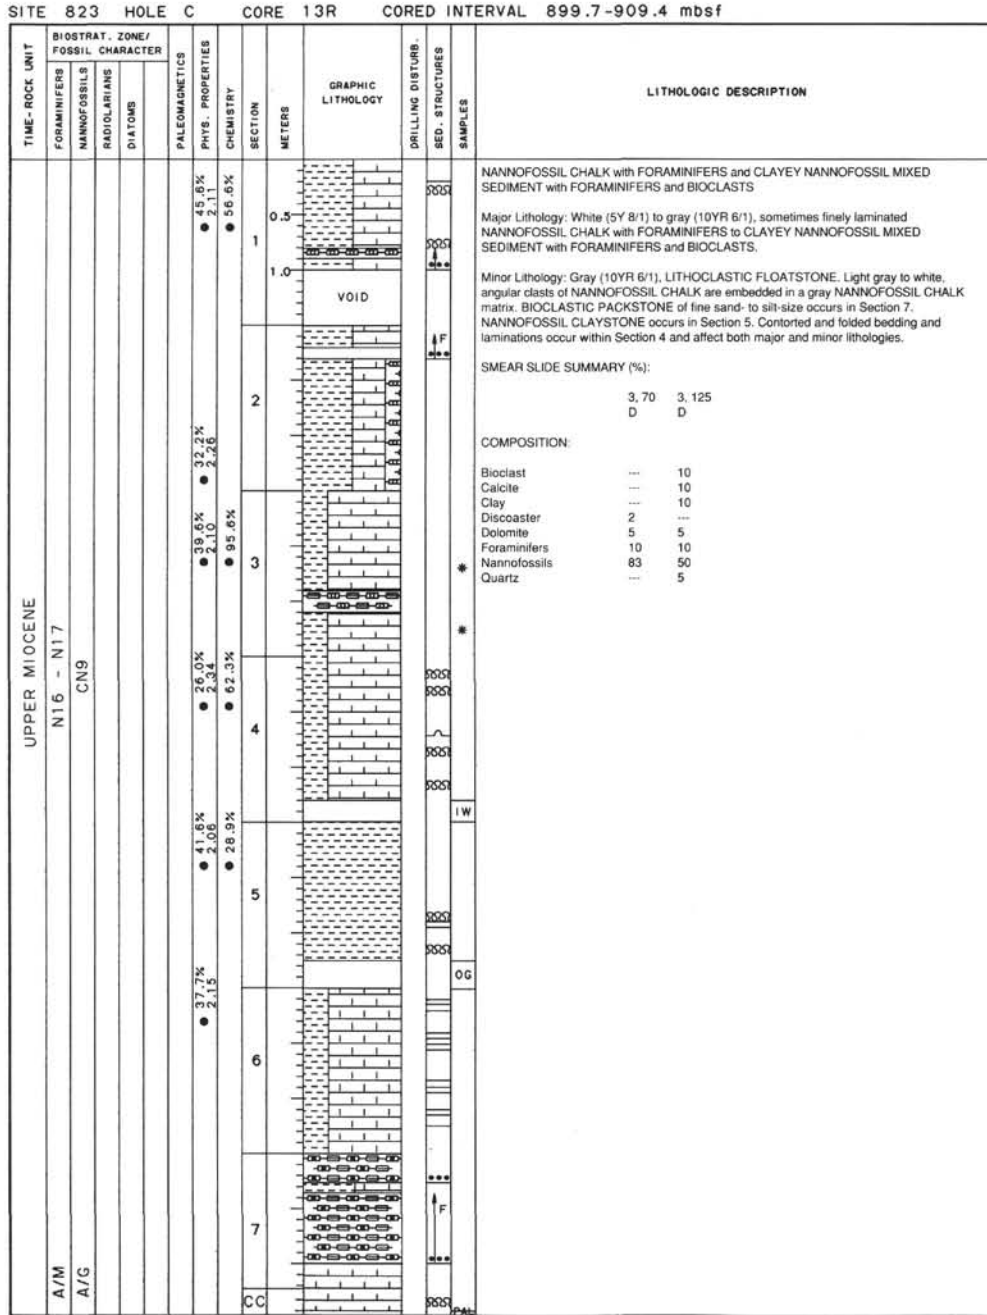 SITE 823 HOLE C CORE 13R CORED INTERVAL 899.7-909.4 mbsf
TIME-ROCK UNIT
BIOSTRAT. ZONE/
FOSSIL CHARACTER
FORAMINIFERS
NANNOFOSSILS
RADIOLARIANS
DIATOMS
PALEOMAGNETICS
PHYS. PROPERTIES
CHEMISTRY
SECTION
METERS
GRAPHIC
LITHOLOGY
DRILLING DISTURB.
SED. STRUCTURES
SAMPLES
LITHOLOGIC DESCRIPTION
UPPER MIOCENE
N16 - N17
CN9
A/M
A/G
45.6%
2.11
56.6%
32.2%
2.26
39.6%
2.10
95.6%
26.0%
2.34
62.3%
41.6%
2.06
28.9%
37.7%
2.15
1
2
3
4
5
6
7
CC
0.5
1.0
VOID
F
F
*
*
IW
OG
PAL
NANNOFOSSIL CHALK with FORAMINIFERS and CLAYEY NANNOFOSSIL MIXED
SEDIMENT with FORAMINIFERS and BIOCLASTS
Major Lithology: White (5Y 8/1) to gray (10YR 6/1), sometimes finely laminated
NANNOFOSSIL CHALK with FORAMINIFERS to CLAYEY NANNOFOSSIL MIXED
SEDIMENT with FORAMINIFERS and BIOCLASTS.
Minor Lithology: Gray (10YR 6/1), LITHOCLASTIC FLOATSTONE. Light gray to white,
angular clasts of NANNOFOSSIL CHALK are embedded in a gray NANNOFOSSIL CHALK
matrix. BIOCLASTIC PACKSTONE of fine sand- to silt-size occurs in Section 7.
NANNOFOSSIL CLAYSTONE occurs in Section 5. Contorted and folded bedding and
laminations occur within Section 4 and affect both major and minor lithologies.
SMEAR SLIDE SUMMARY (%):
3, 70 3, 125
D D
COMPOSITION:
Bioclast --- 10
Calcite --- 10
Clay --- 10
Discoaster 2 ---
Dolomite 5 5
Foraminifers 10 10
Nannofossils 83 50
Quartz --- 5